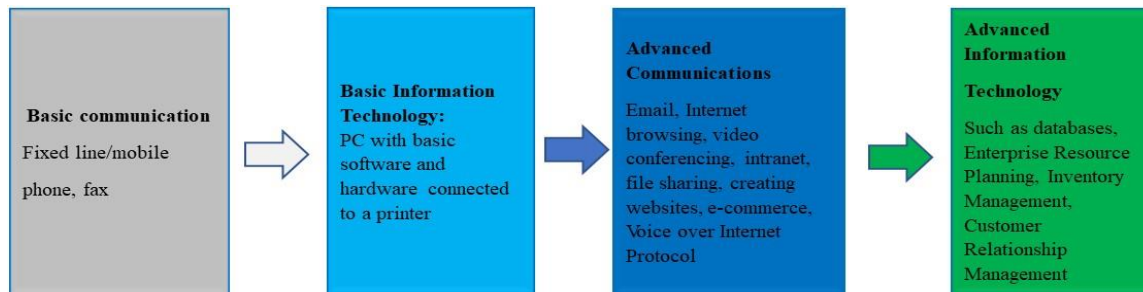 Basic communication
Fixed line/mobile
phone, fax
Basic Information
Technology:
PC with basic
software and
hardware connected
to a printer
Advanced
Communications
Email, Internet
browsing, video
conferencing, intranet,
file sharing, creating
websites, e-commerce,
Voice over Internet
Protocol
Advanced
Information
Technology
Such as databases,
Enterprise Resource
Planning, Inventory
Management,
Customer
Relationship
Management